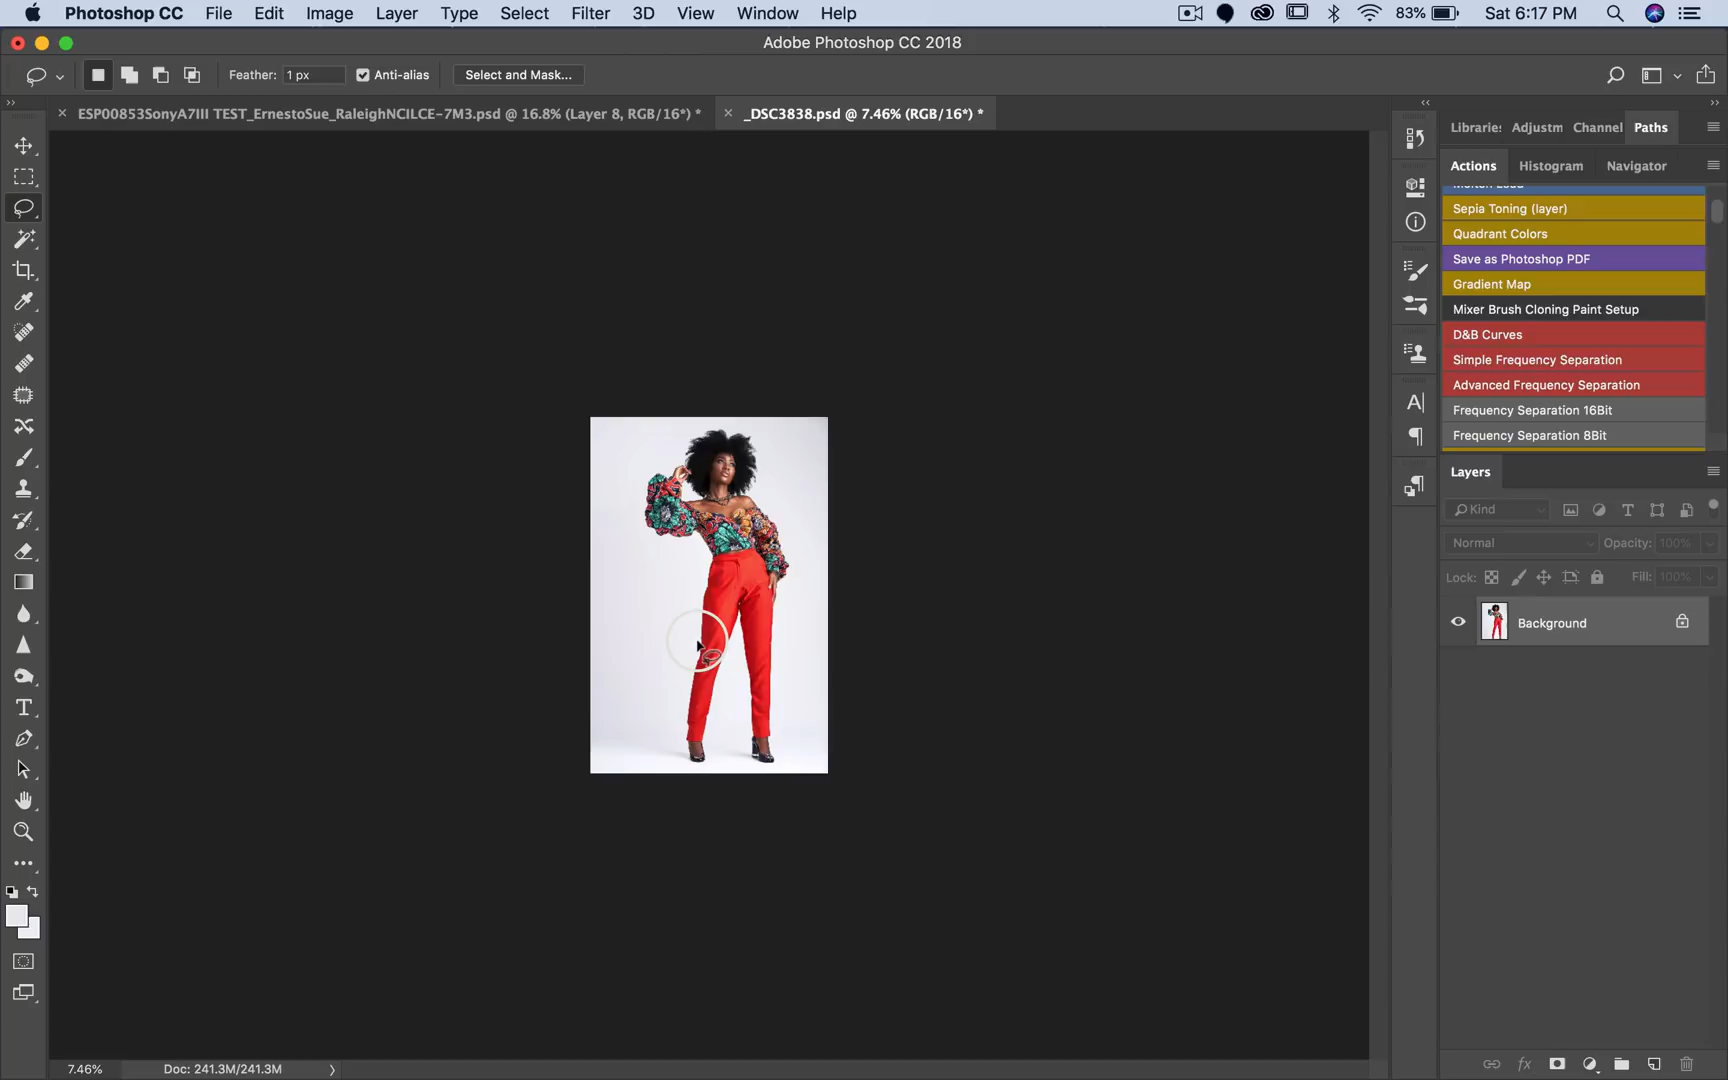 Photoshop CC File Edit Image Layer Type Select Filter 3D View Window Help 83% Sat 6:17 PM
Adobe Photoshop CC 2018
Feather: 1 px Anti-alias Select and Mask...
ESP00853SonyA7III TEST_ErnestoSue_RaleighNCILCE-7M3.psd @ 16.8% (Layer 8, RGB/16*) *
_DSC3838.psd @ 7.46% (RGB/16*) *
Librarie Adjustm Channel Paths
Actions Histogram Navigator
Sepia Toning (layer)
Quadrant Colors
Save as Photoshop PDF
Gradient Map
Mixer Brush Cloning Paint Setup
D&B Curves
Simple Frequency Separation
Advanced Frequency Separation
Frequency Separation 16Bit
Frequency Separation 8Bit
Layers
Kind
Normal Opacity: 100%
Lock: Fill: 100%
Background
7.46% Doc: 241.3M/241.3M